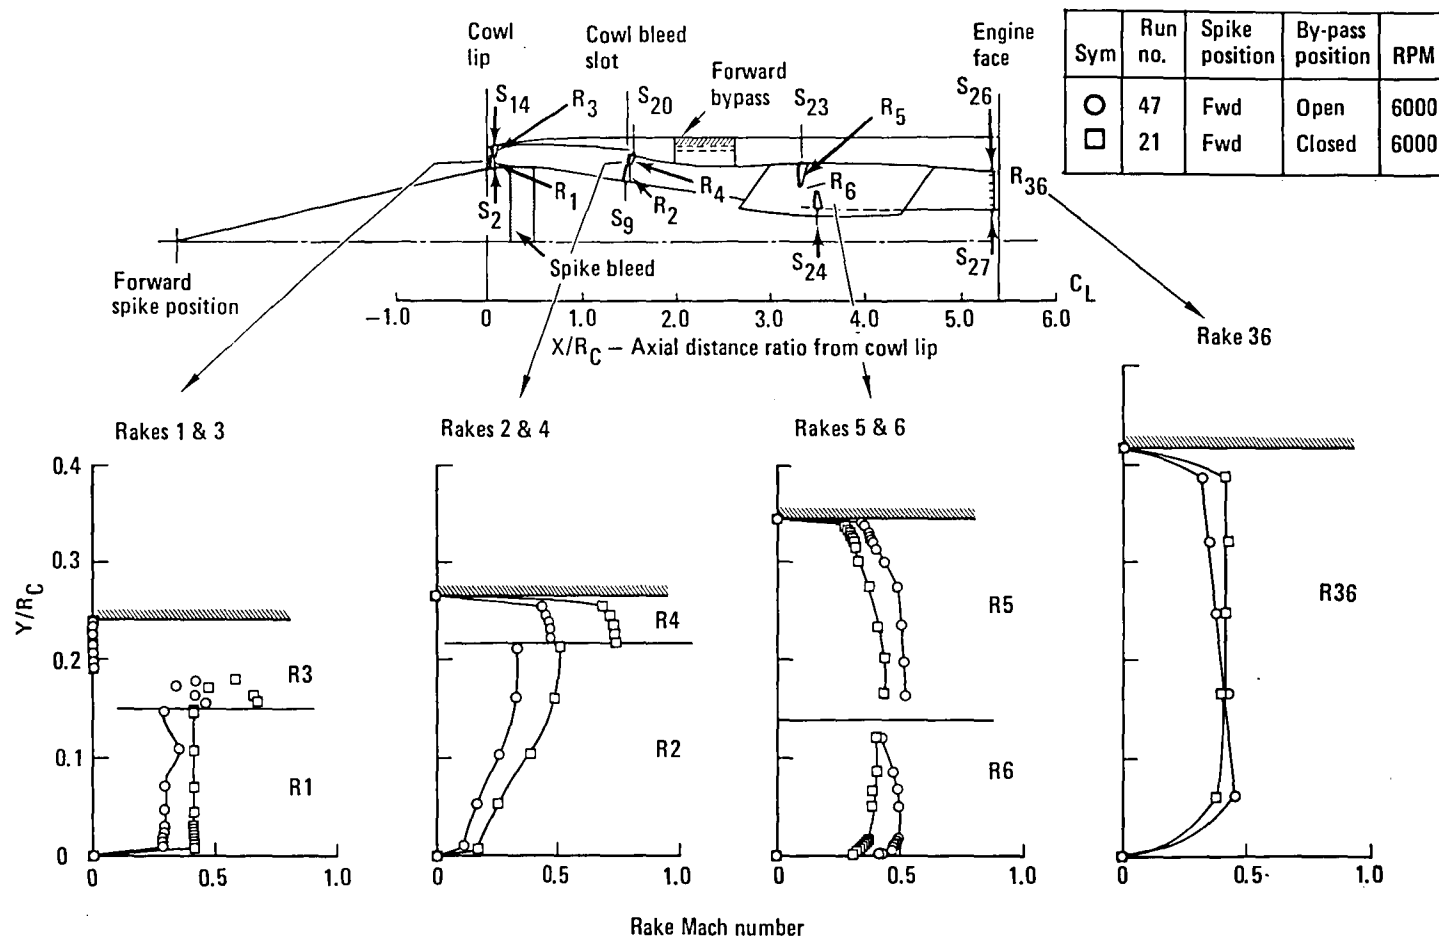 Cowl lip
Cowl bleed slot
Forward bypass
Engine face
S14
R3
S20
S23
R5
S26
R1
S2
R4
R2
S9
R6
R36
S24
S27
Spike bleed
Forward spike position
CL
−1.0 0 1.0 2.0 3.0 4.0 5.0 6.0
X/RC − Axial distance ratio from cowl lip
Sym Run no. Spike position By-pass position RPM
○ 47 Fwd Open 6000
□ 21 Fwd Closed 6000
Rakes 1 & 3
Rakes 2 & 4
Rakes 5 & 6
Rake 36
Y/RC
0.4
0.3
0.2
0.1
0
R3
R1
0 0.5 1.0
R4
R2
0 0.5 1.0
R5
R6
0 0.5 1.0
R36
0 0.5 1.0
Rake Mach number